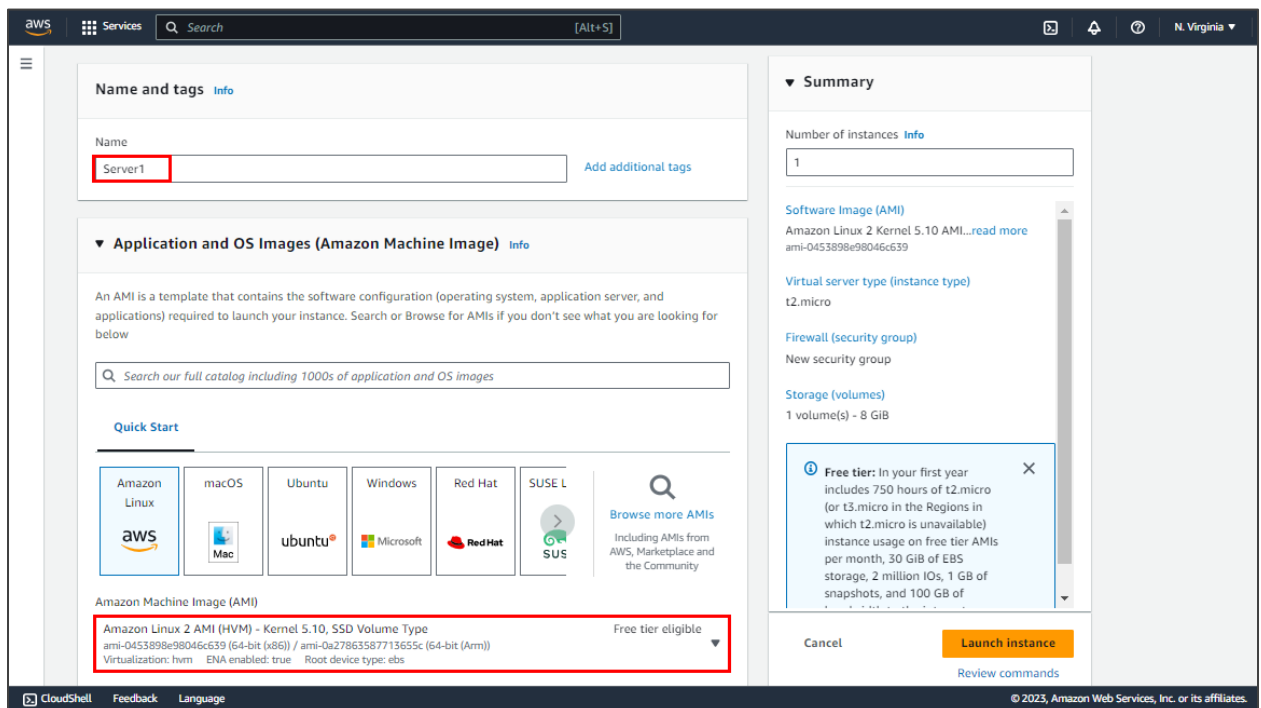 aws
Services
Search
[Alt+S]
N. Virginia
Name and tags Info
Name
Server1
Add additional tags
Application and OS Images (Amazon Machine Image) Info
An AMI is a template that contains the software configuration (operating system, application server, and
applications) required to launch your instance. Search or Browse for AMIs if you don't see what you are looking for
below
Search our full catalog including 1000s of application and OS images
Quick Start
Amazon
Linux
aws
macOS
Mac
Ubuntu
ubuntu
Windows
Microsoft
Red Hat
Red Hat
SUSE L
SUS
Browse more AMIs
Including AMIs from
AWS, Marketplace and
the Community
Amazon Machine Image (AMI)
Amazon Linux 2 AMI (HVM) - Kernel 5.10, SSD Volume Type
Free tier eligible
ami-0453898e98046c639 (64-bit (x86)) / ami-0a27863587713655c (64-bit (Arm))
Virtualization: hvm ENA enabled: true Root device type: ebs
Summary
Number of instances Info
1
Software Image (AMI)
Amazon Linux 2 Kernel 5.10 AMI...read more
ami-0453898e98046c639
Virtual server type (instance type)
t2.micro
Firewall (security group)
New security group
Storage (volumes)
1 volume(s) - 8 GiB
Free tier: In your first year
includes 750 hours of t2.micro
(or t3.micro in the Regions in
which t2.micro is unavailable)
instance usage on free tier AMIs
per month, 30 GiB of EBS
storage, 2 million IOs, 1 GB of
snapshots, and 100 GB of
Cancel
Launch instance
Review commands
CloudShell
Feedback
Language
© 2023, Amazon Web Services, Inc. or its affiliates.